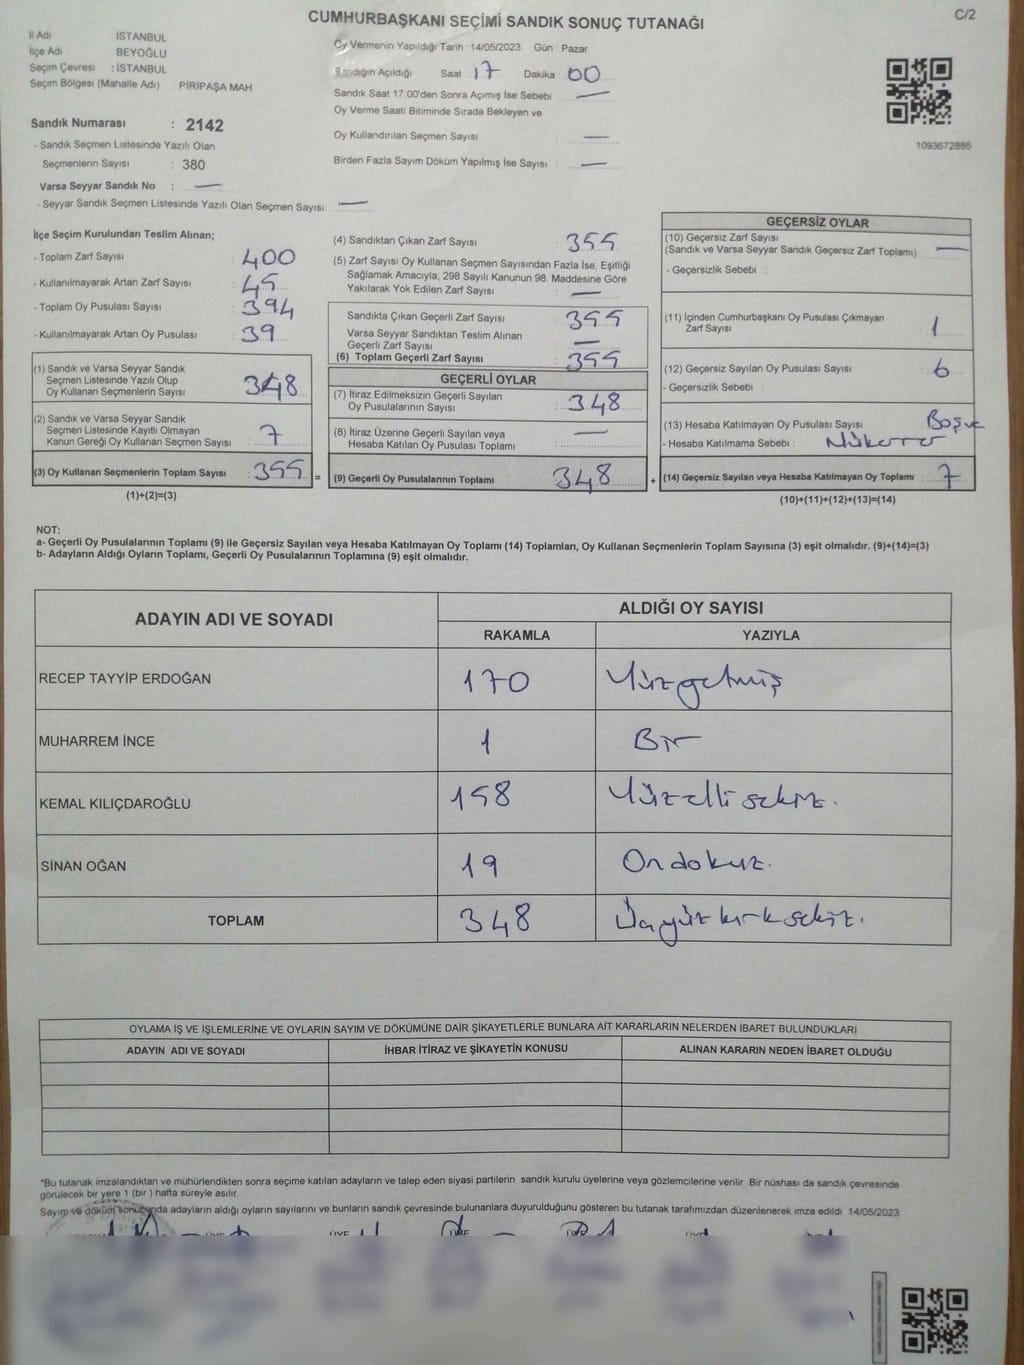 CUMHURBAŞKANI SEÇİMİ SANDIK SONUÇ TUTANAĞI
C/2
İl Adı İSTANBUL
İlçe Adı BEYOĞLU
Seçim Çevresi : İSTANBUL
Seçim Bölgesi (Mahalle Adı) PİRİPAŞA MAH
Sandık Numarası : 2142
- Sandık Seçmen Listesinde Yazılı Olan
Seçmenlerin Sayısı : 380
Varsa Seyyar Sandık No : —
- Seyyar Sandık Seçmen Listesinde Yazılı Olan Seçmen Sayısı —
Oy Vermenin Yapıldığı Tarih 14/05/2023 Gün Pazar
Sandığın Açıldığı Saat 17 Dakika 00
Sandık Saat 17:00'den Sonra Açımış İse Sebebi —
Oy Verme Saati Bitiminde Sırada Bekleyen ve
Oy Kullandırılan Seçmen Sayısı —
Birden Fazla Sayım Döküm Yapılmış İse Sayısı —
1093672885
İlçe Seçim Kurulundan Teslim Alınan;
- Toplam Zarf Sayısı : 400
- Kullanılmayarak Artan Zarf Sayısı : 45
- Toplam Oy Pusulası Sayısı : 394
- Kullanılmayarak Artan Oy Pusulası : 39
(1) Sandık ve Varsa Seyyar Sandık
Seçmen Listesinde Yazılı Olup
Oy Kullanan Seçmenlerin Sayısı : 348
(2) Sandık ve Varsa Seyyar Sandık
Seçmen Listesinde Kayıtlı Olmayan
Kanun Gereği Oy Kullanan Seçmen Sayısı : 7
(3) Oy Kullanan Seçmenlerin Toplam Sayısı : 355 =
(1)+(2)=(3)
(4) Sandıktan Çıkan Zarf Sayısı : 355
(5) Zarf Sayısı Oy Kullanan Seçmen Sayısından Fazla İse, Eşitliği
Sağlamak Amacıyla, 298 Sayılı Kanunun 98. Maddesine Göre
Yakılarak Yok Edilen Zarf Sayısı : —
Sandıkta Çıkan Geçerli Zarf Sayısı : 355
Varsa Seyyar Sandıktan Teslim Alınan
Geçerli Zarf Sayısı : —
(6) Toplam Geçerli Zarf Sayısı : 355
GEÇERLİ OYLAR
(7) İtiraz Edilmeksizin Geçerli Sayılan
Oy Pusulalarının Sayısı : 348
(8) İtiraz Üzerine Geçerli Sayılan veya
Hesaba Katılan Oy Pusulası Toplamı : —
(9) Geçerli Oy Pusulalarının Toplamı : 348 +
GEÇERSİZ OYLAR
(10) Geçersiz Zarf Sayısı
(Sandık ve Varsa Seyyar Sandık Geçersiz Zarf Toplamı) : —
- Geçersizlik Sebebi :
(11) İçinden Cumhurbaşkanı Oy Pusulası Çıkmayan
Zarf Sayısı : 1
(12) Geçersiz Sayılan Oy Pusulası Sayısı : 6
- Geçersizlik Sebebi :
(13) Hesaba Katılmayan Oy Pusulası Sayısı : Boş ve
- Hesaba Katılmama Sebebi : Mükerrer
(14) Geçersiz Sayılan veya Hesaba Katılmayan Oy Toplamı : 7
(10)+(11)+(12)+(13)=(14)
NOT:
a- Geçerli Oy Pusulalarının Toplamı (9) ile Geçersiz Sayılan veya Hesaba Katılmayan Oy Toplamı (14) Toplamları, Oy Kullanan Seçmenlerin Toplam Sayısına (3) eşit olmalıdır. (9)+(14)=(3)
b- Adayların Aldığı Oyların Toplamı, Geçerli Oy Pusulalarının Toplamına (9) eşit olmalıdır.
ADAYIN ADI VE SOYADI
ALDIĞI OY SAYISI
RAKAMLA YAZIYLA
RECEP TAYYİP ERDOĞAN 170 Yüzyetmiş
MUHARREM İNCE 1 Bir
KEMAL KILIÇDAROĞLU 158 Yüzelli sekiz.
SİNAN OĞAN 19 Ondokuz.
TOPLAM 348 Üçyüz kırk sekiz.
OYLAMA İŞ VE İŞLEMLERİNE VE OYLARIN SAYIM VE DÖKÜMÜNE DAİR ŞİKAYETLERLE BUNLARA AİT KARARLARIN NELERDEN İBARET BULUNDUKLARI
ADAYIN ADI VE SOYADI İHBAR İTİRAZ VE ŞİKAYETİN KONUSU ALINAN KARARIN NEDEN İBARET OLDUĞU
*Bu tutanak imzalandıktan ve mühürlendikten sonra seçime katılan adayların ve talep eden siyasi partilerin sandık kurulu üyelerine veya gözlemcilerine verilir. Bir nüshası da sandık çevresinde
görülecek bir yere 1 (bir ) hafta süreyle asılır.
Sayım ve döküm sonucunda adayların aldığı oyların sayılarını ve bunların sandık çevresinde bulunanlara duyurulduğunu gösteren bu tutanak tarafımızdan düzenlenerek imza edildi. 14/05/2023